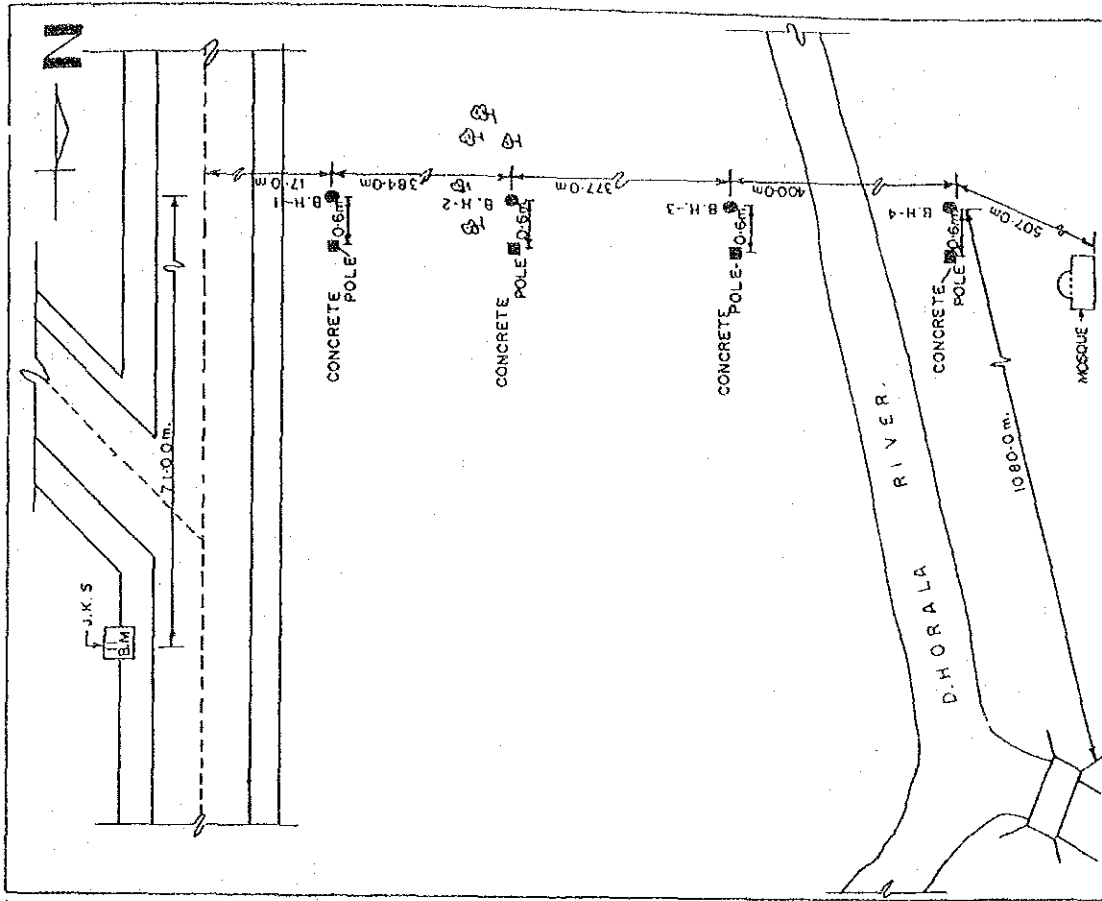 N
J.K.S
B.M
71·00m.
17·0m
384·0m
377·0m
400·0m
507·0m
1080·0m.
B.H-1
0·6m
CONCRETE
POLE
B.H-2
0·6m.
CONCRETE
POLE
B.H-3
0·6m
CONCRETE
POLE
B.H-4
0·6m
CONCRETE
POLE
MOSQUE
D.HORALA RIVER.